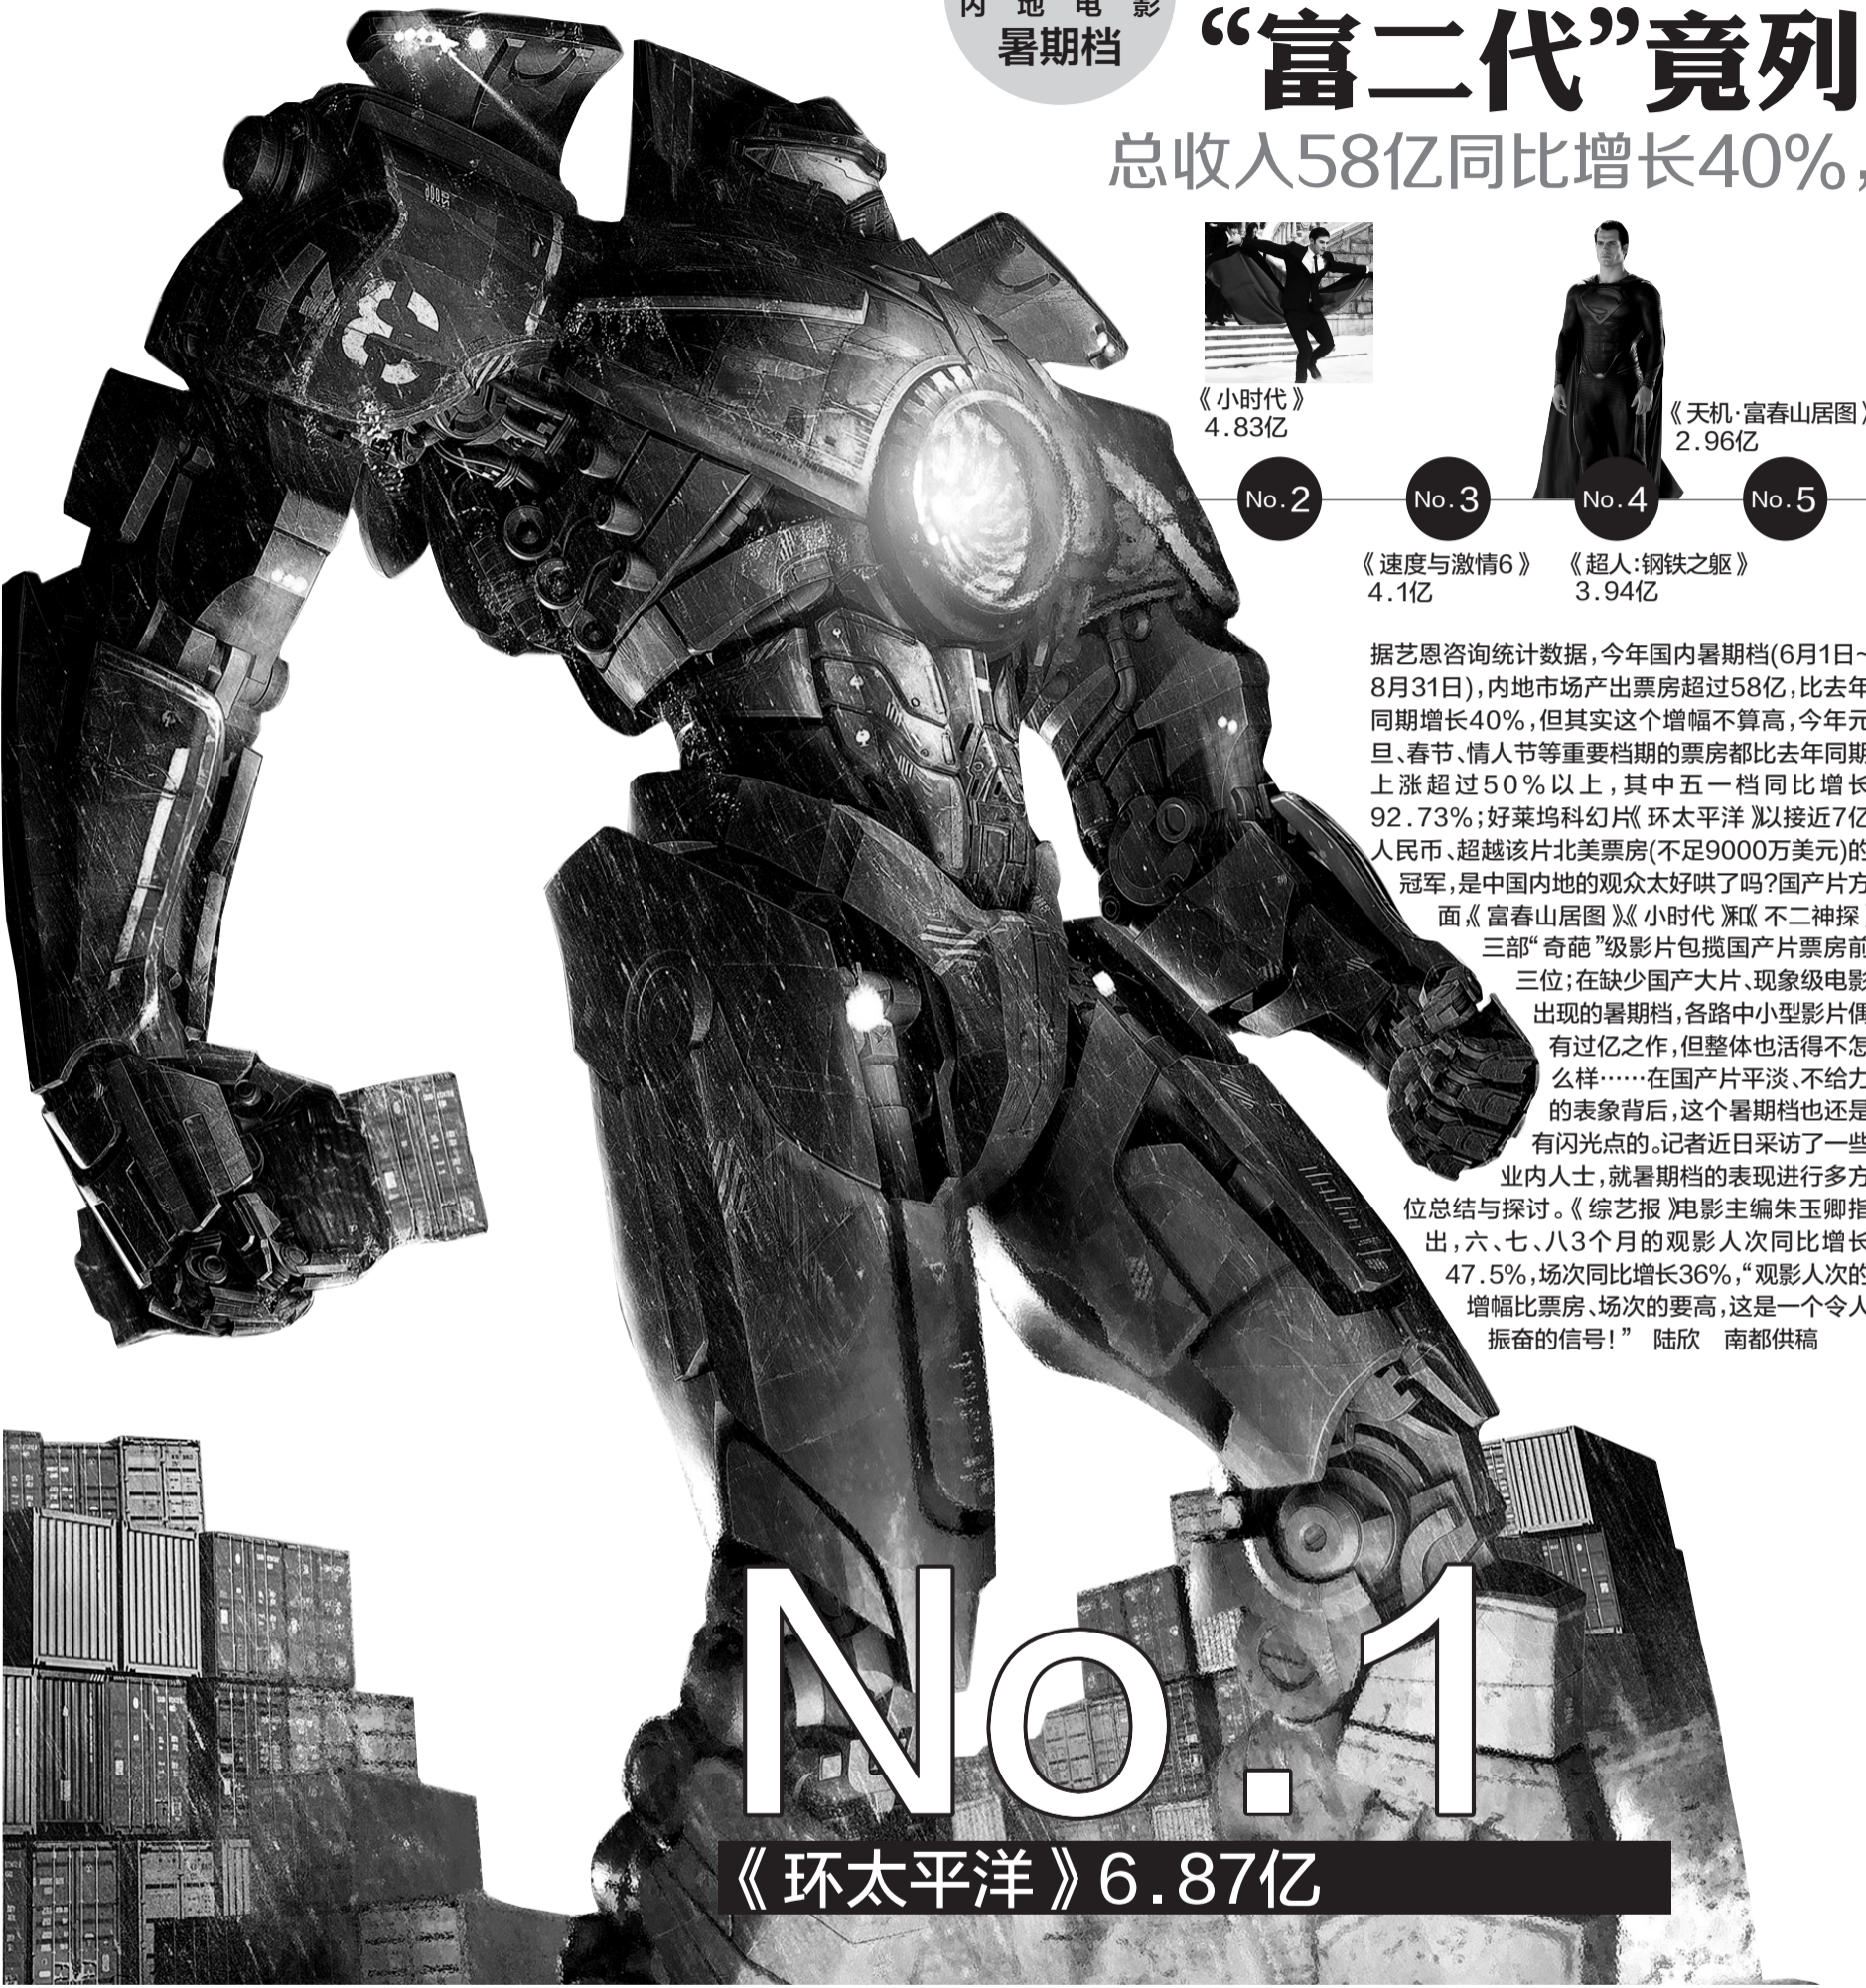 内地电影
暑期档
“富二代”竟列
总收入58亿同比增长40%,
《小时代》
4.83亿
《天机·富春山居图》
2.96亿
No.2
No.3
No.4
No.5
《速度与激情6》
4.1亿
《超人:钢铁之躯》
3.94亿
据艺恩咨询统计数据,今年国内暑期档(6月1日~
8月31日),内地市场产出票房超过58亿,比去年
同期增长40%,但其实这个增幅不算高,今年元
旦、春节、情人节等重要档期的票房都比去年同期
上涨超过50%以上,其中五一档同比增长
92.73%;好莱坞科幻片《环太平洋》以接近7亿
人民币、超越该片北美票房(不足9000万美元)的
冠军,是中国内地的观众太好哄了吗?国产片方
面,《富春山居图》《小时代》和《不二神探》
三部“奇葩”级影片包揽国产片票房前
三位;在缺少国产大片、现象级电影
出现的暑期档,各路中小型影片偶
有过亿之作,但整体也活得不怎
么样……在国产片平淡、不给力
的表象背后,这个暑期档也还是
有闪光点的。记者近日采访了一些
业内人士,就暑期档的表现进行多方
位总结与探讨。《综艺报》电影主编朱玉卿指
出,六、七、八3个月的观影人次同比增长
47.5%,场次同比增长36%,“观影人次的
增幅比票房、场次的要高,这是一个令人
振奋的信号!” 陆欣 南都供稿
No.1
《环太平洋》6.87亿